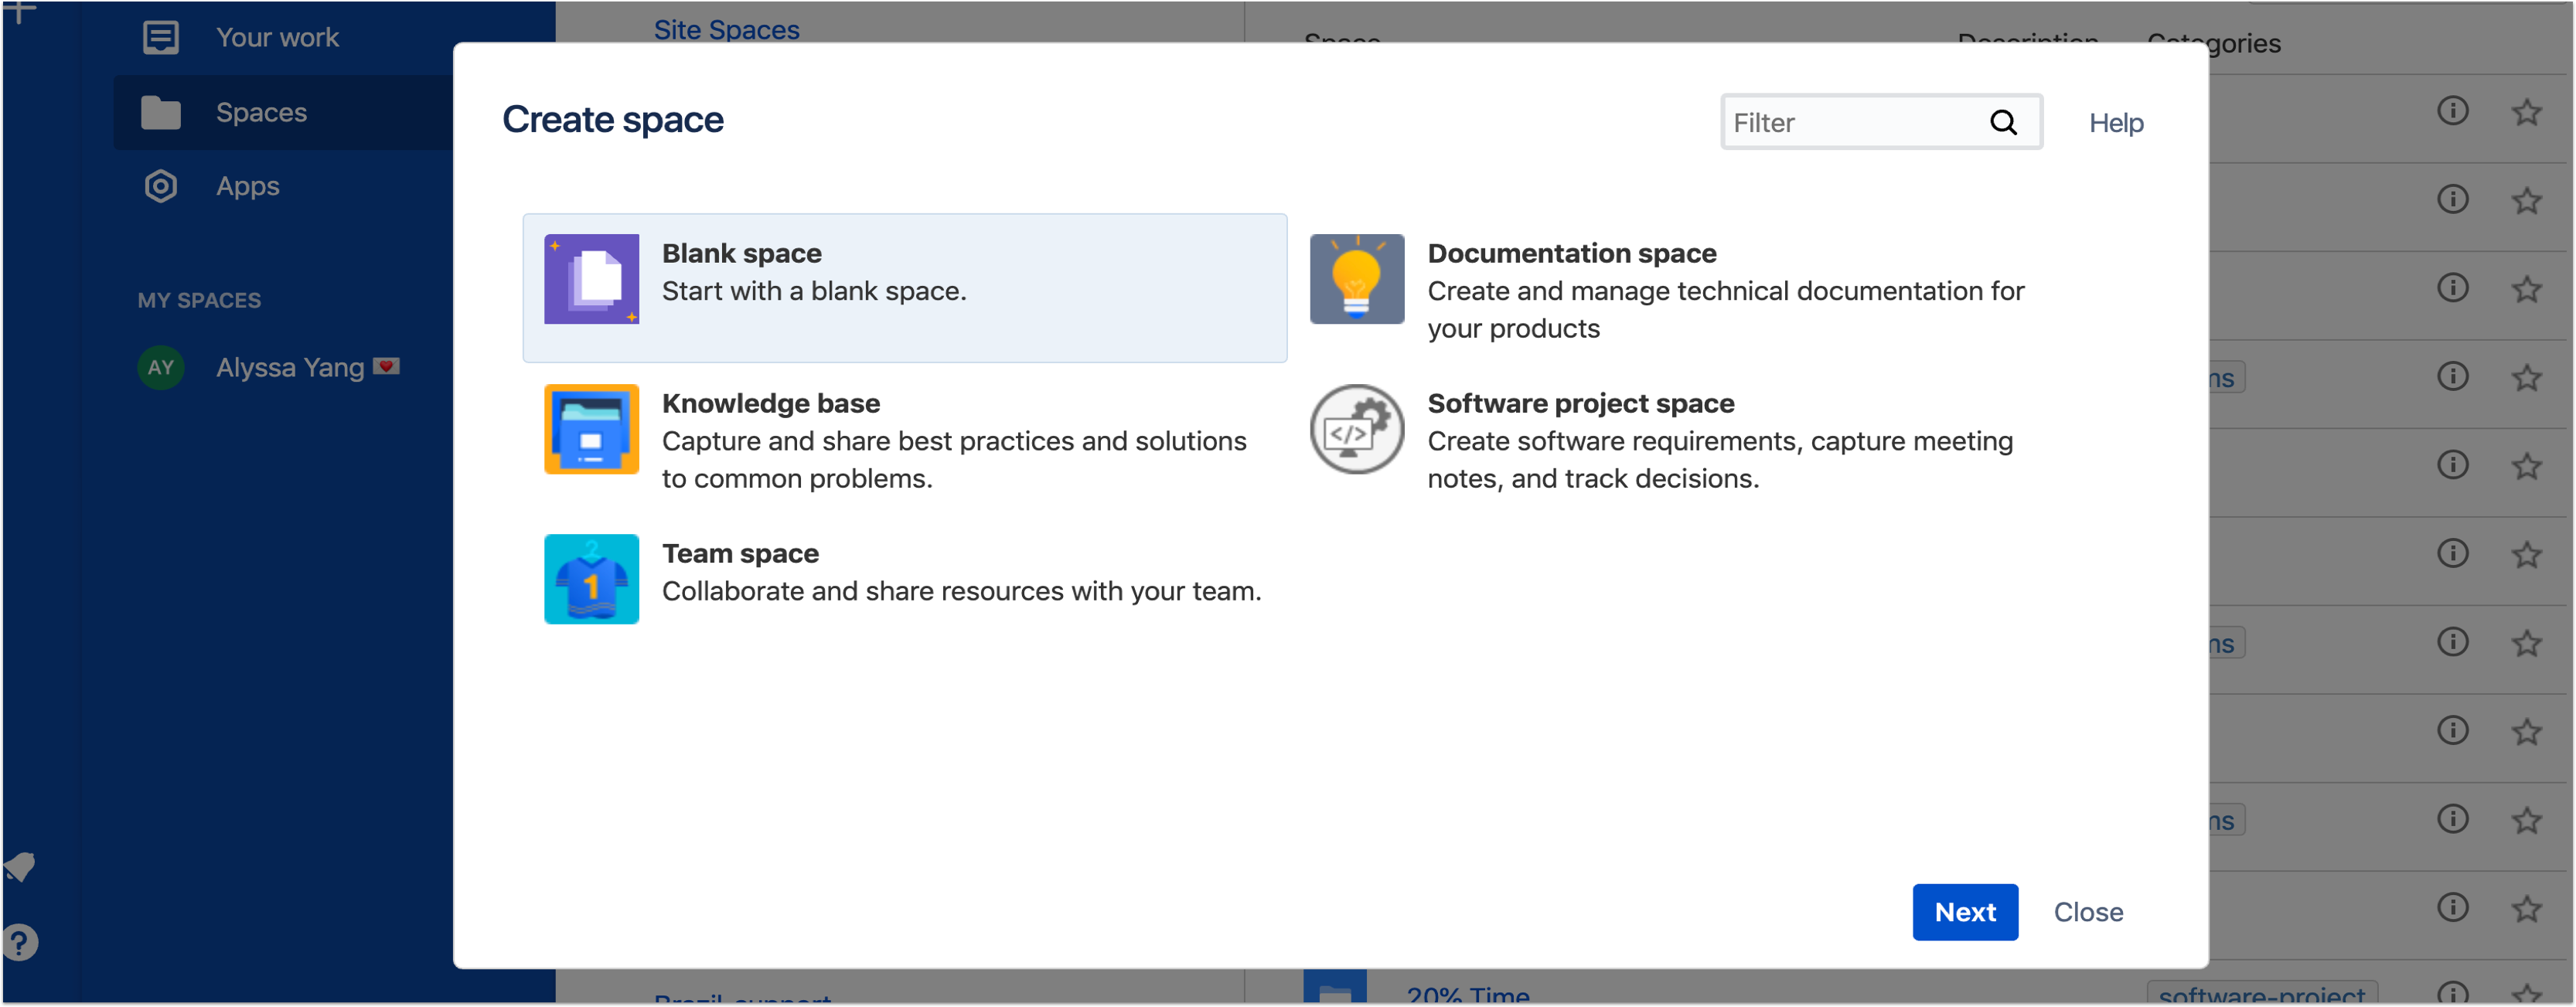 Your work
Spaces
Apps
MY SPACES
AY
Alyssa Yang
Site Spaces
Space
Description
Categories
Create space
Filter
Help
Blank space
Start with a blank space.
Documentation space
Create and manage technical documentation for
your products
Knowledge base
Capture and share best practices and solutions
to common problems.
Software project space
Create software requirements, capture meeting
notes, and track decisions.
1
Team space
Collaborate and share resources with your team.
Next
Close
Brazil-support
20% Time
software-project